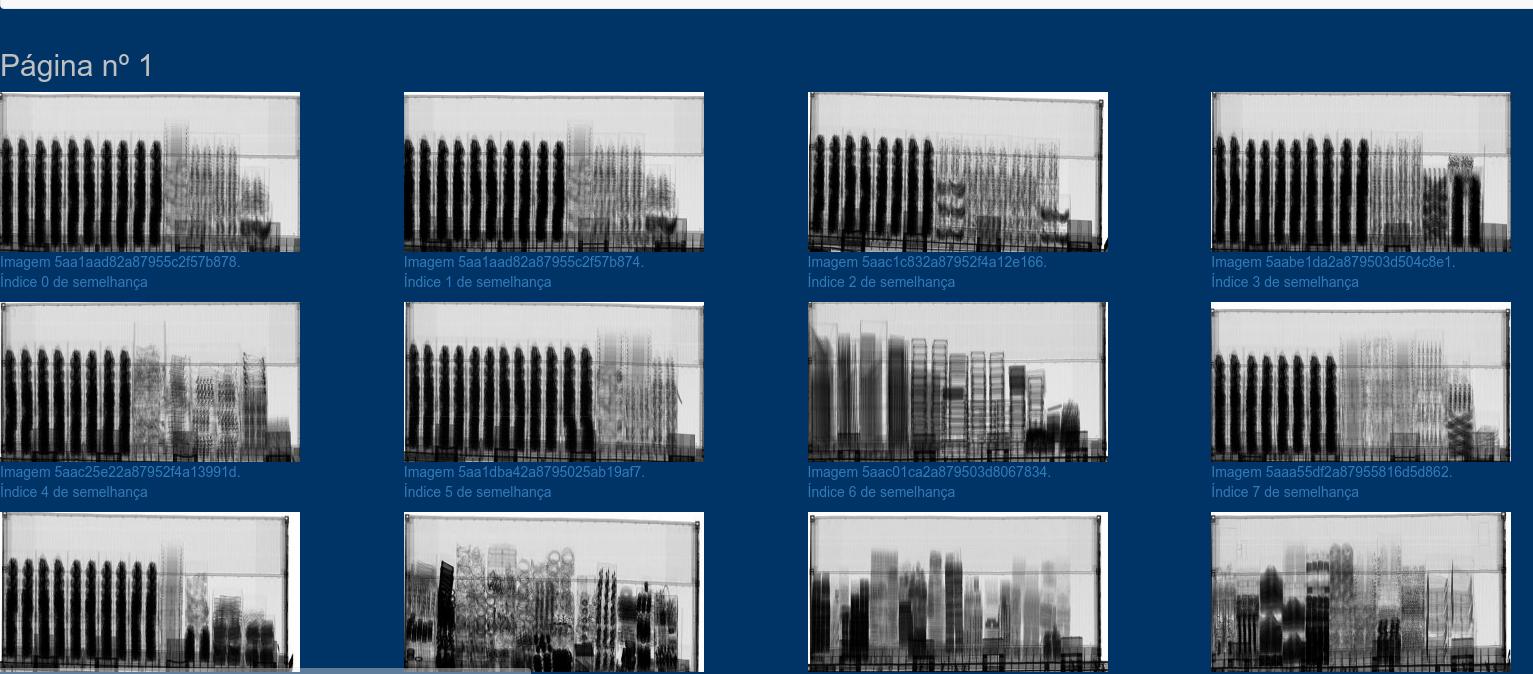 Página nº 1
Imagem 5aa1aad82a87955c2f57b878.
Índice 0 de semelhança
Imagem 5aa1aad82a87955c2f57b874.
Índice 1 de semelhança
Imagem 5aac1c832a87952f4a12e166.
Índice 2 de semelhança
Imagem 5aabe1da2a879503d504c8e1.
Índice 3 de semelhança
Imagem 5aac25e22a87952f4a13991d.
Índice 4 de semelhança
Imagem 5aa1dba42a8795025ab19af7.
Índice 5 de semelhança
Imagem 5aac01ca2a879503d8067834.
Índice 6 de semelhança
Imagem 5aaa55df2a87955816d5d862.
Índice 7 de semelhança